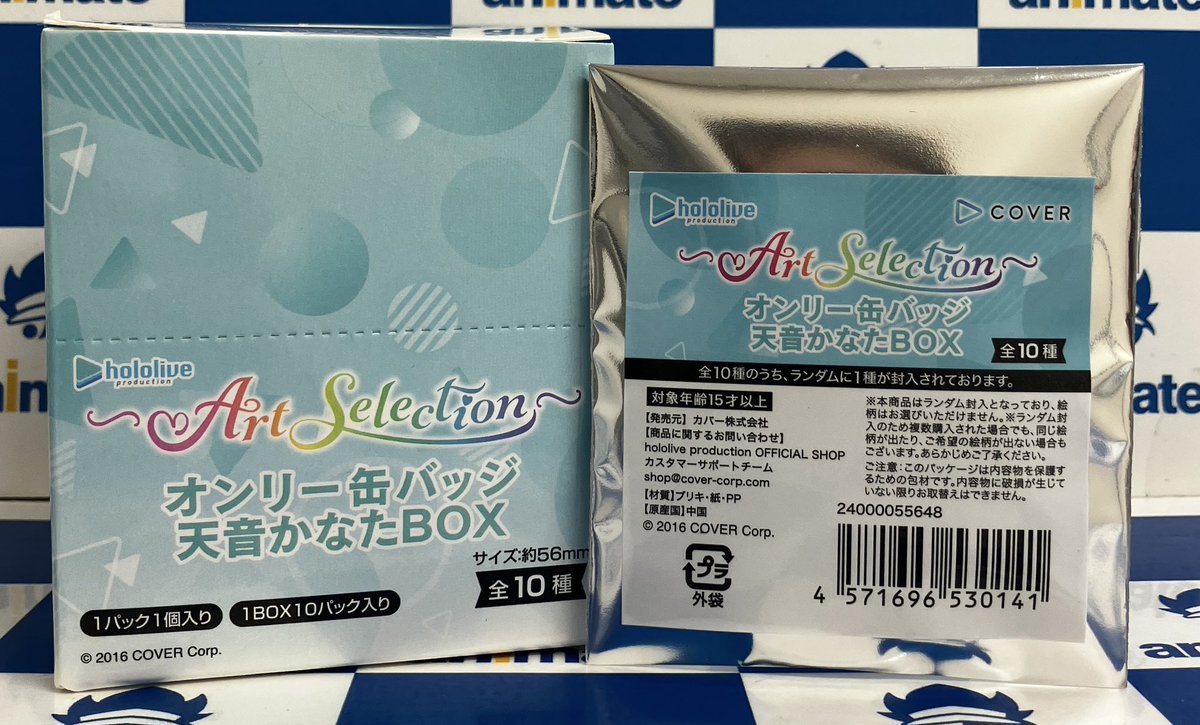 animate
animate
hololive
production
Art Selection
オンリー缶バッジ
天音かなたBOX
サイズ:約56mm
全10種
1パック1個入り
1BOX10パック入り
© 2016 COVER Corp.
hololive
production
COVER
Art Selection
オンリー缶バッジ
天音かなたBOX
全10種
全10種のうち、ランダムに1種が封入されております。
対象年齢15才以上
【発売元】カバー株式会社
【商品に関するお問い合わせ】
hololive production OFFICIAL SHOP
カスタマーサポートチーム
shop@cover-corp.com
【材質】ブリキ・紙・PP
【原産国】中国
© 2016 COVER Corp.
プラ
外袋
※本商品はランダム封入となっており、絵
柄はお選びいただけません。※ランダム封
入のため複数購入された場合でも、同じ絵
柄が出たり、ご希望の絵柄が出ない場合も
ございます。あらかじめご了承ください。
ご注意:このパッケージは内容物を保護す
るための包材です。内容物に破損が生じて
いない限りお取替えはできません。
24000055648
4 571696 530141